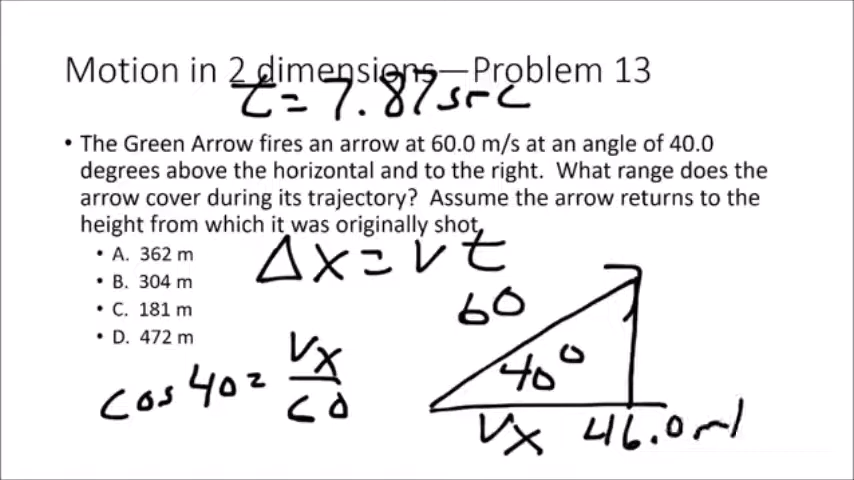 Motion in 2 dimensions—Problem 13
t = 7.87 sec
• The Green Arrow fires an arrow at 60.0 m/s at an angle of 40.0
degrees above the horizontal and to the right. What range does the
arrow cover during its trajectory? Assume the arrow returns to the
height from which it was originally shot.
• A. 362 m
• B. 304 m
• C. 181 m
• D. 472 m
Δx = vt
60
40°
cos 40 = vx
60
vx 46.0 m/